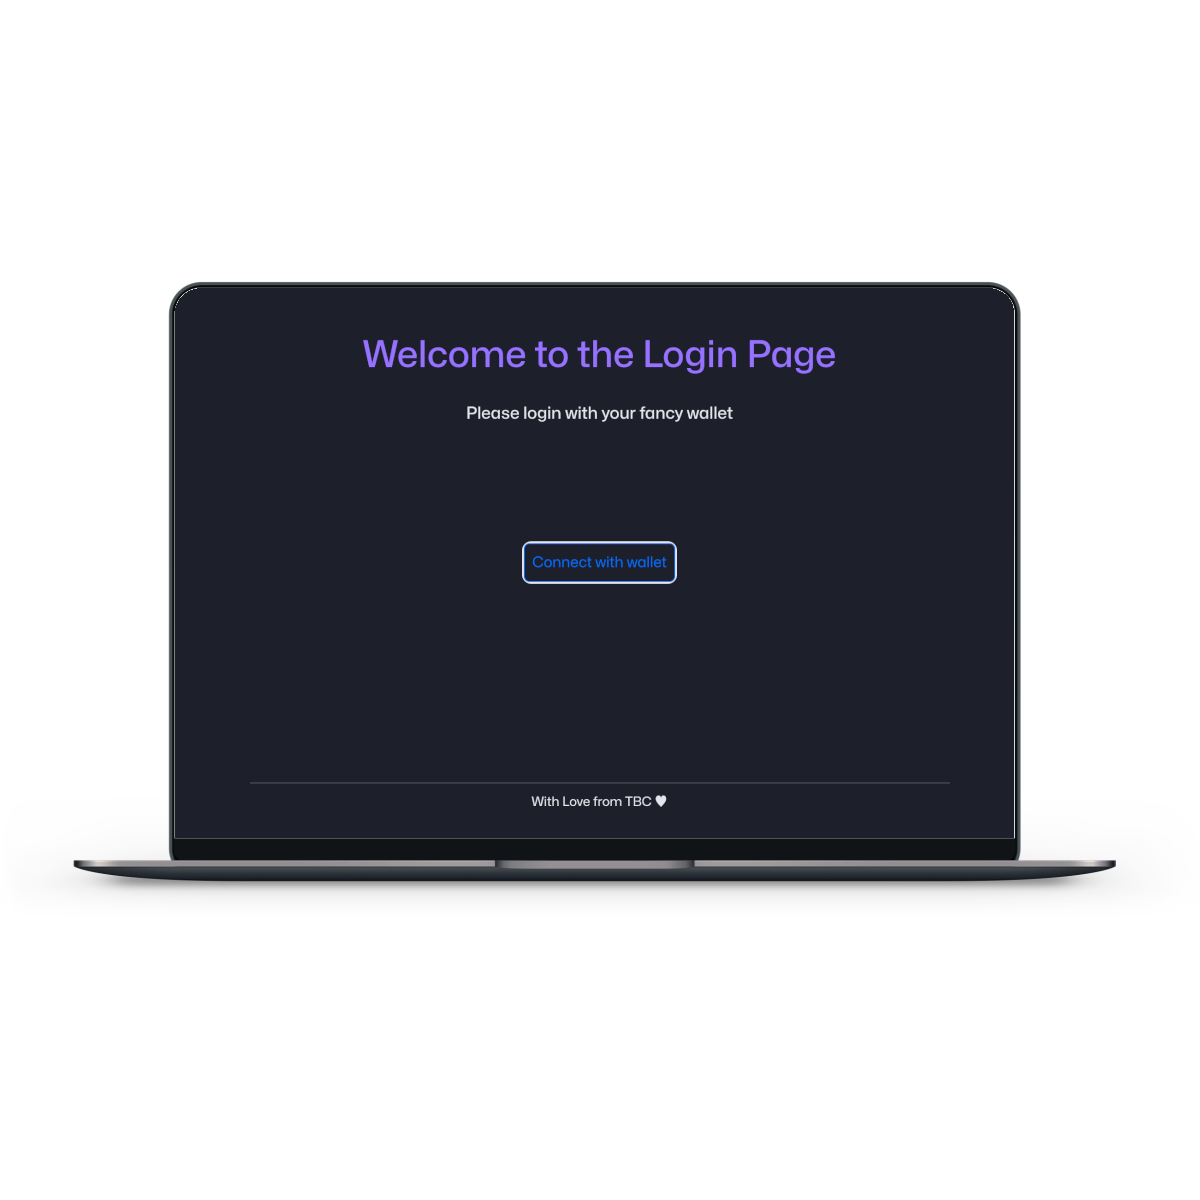 Welcome to the Login Page
Please login with your fancy wallet
Connect with wallet
With Love from TBC 🖤